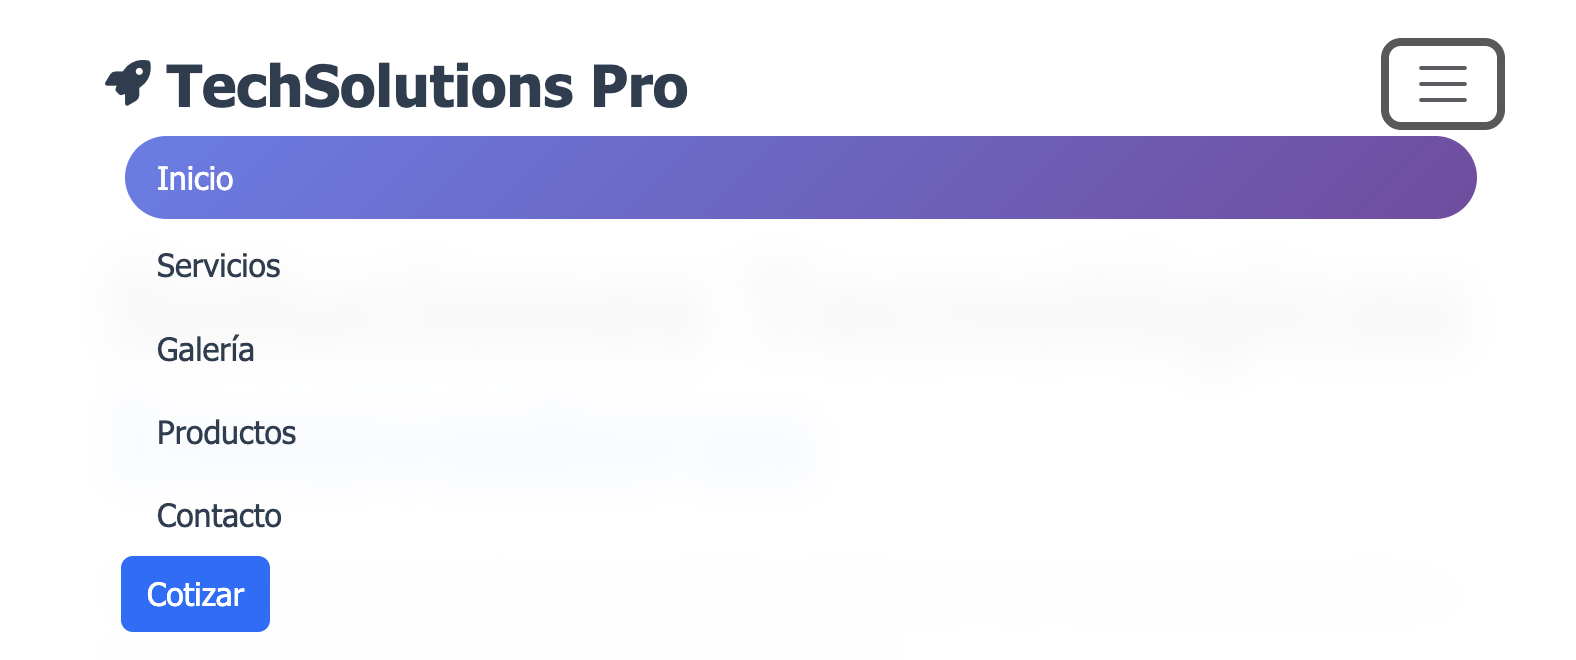 TechSolutions Pro
Inicio
Servicios
Galería
Productos
Contacto
Cotizar